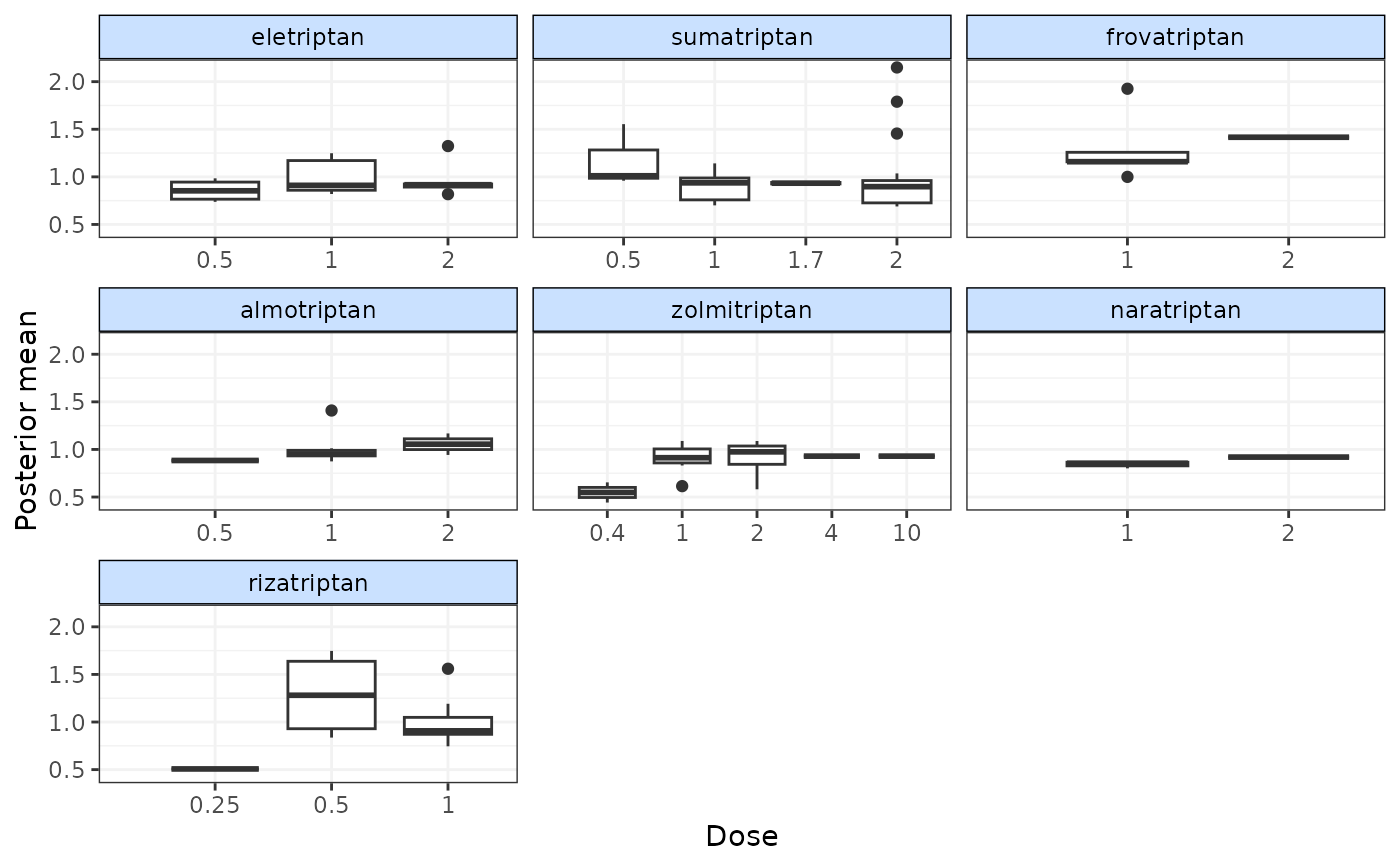 eletriptan sumatriptan frovatriptan
2.0
1.5
1.0
0.5
0.5 1 2 0.5 1 1.7 2 1 2
almotriptan zolmitriptan naratriptan
2.0
1.5
1.0
0.5
0.5 1 2 0.4 1 2 4 10 1 2
Posterior mean
rizatriptan
2.0
1.5
1.0
0.5
0.25 0.5 1
Dose